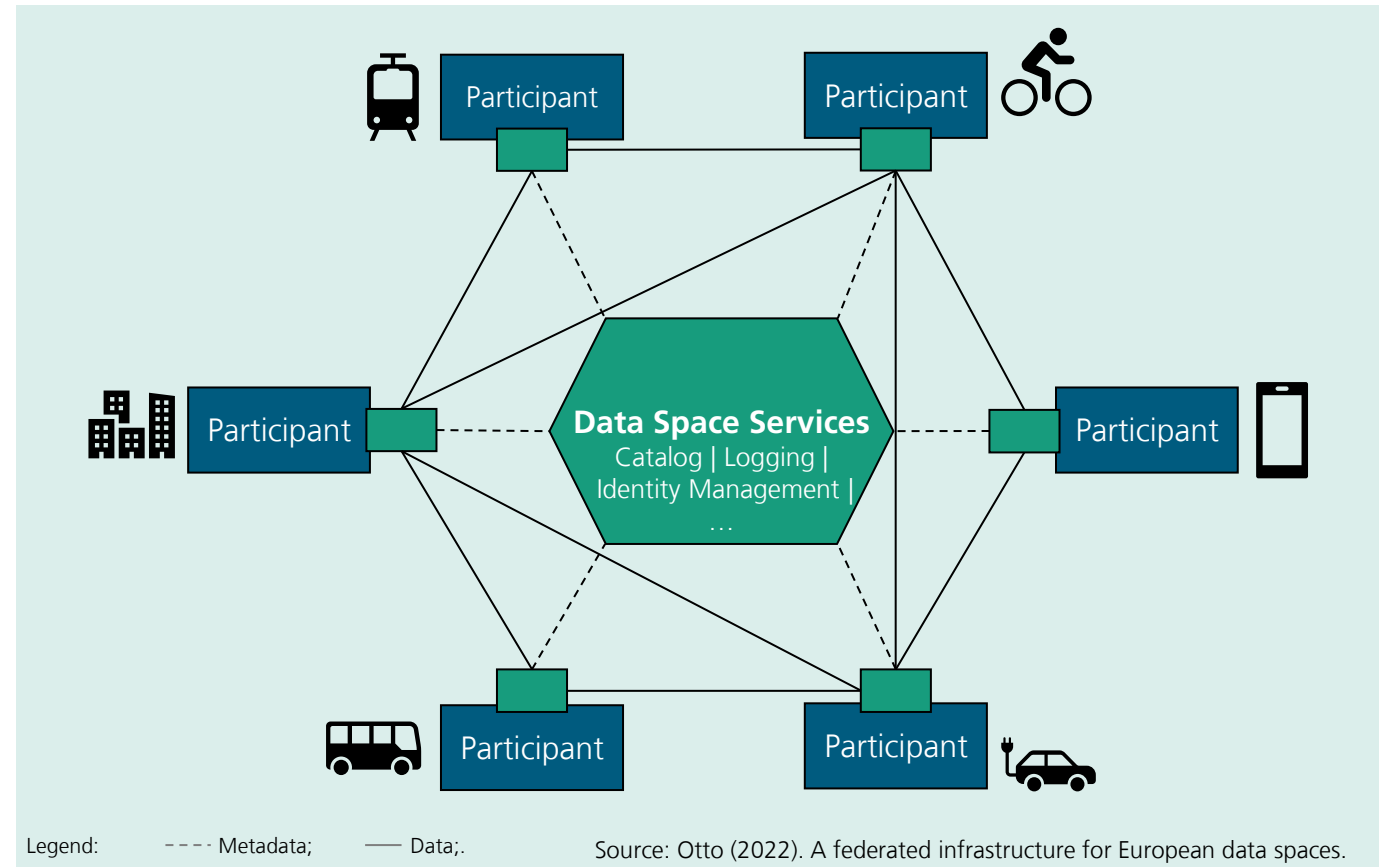 Participant
Participant
Participant
Data Space Services
Catalog | Logging |
Identity Management |
…
Participant
Participant
Participant
Legend: ---- Metadata; — Data;.
Source: Otto (2022). A federated infrastructure for European data spaces.